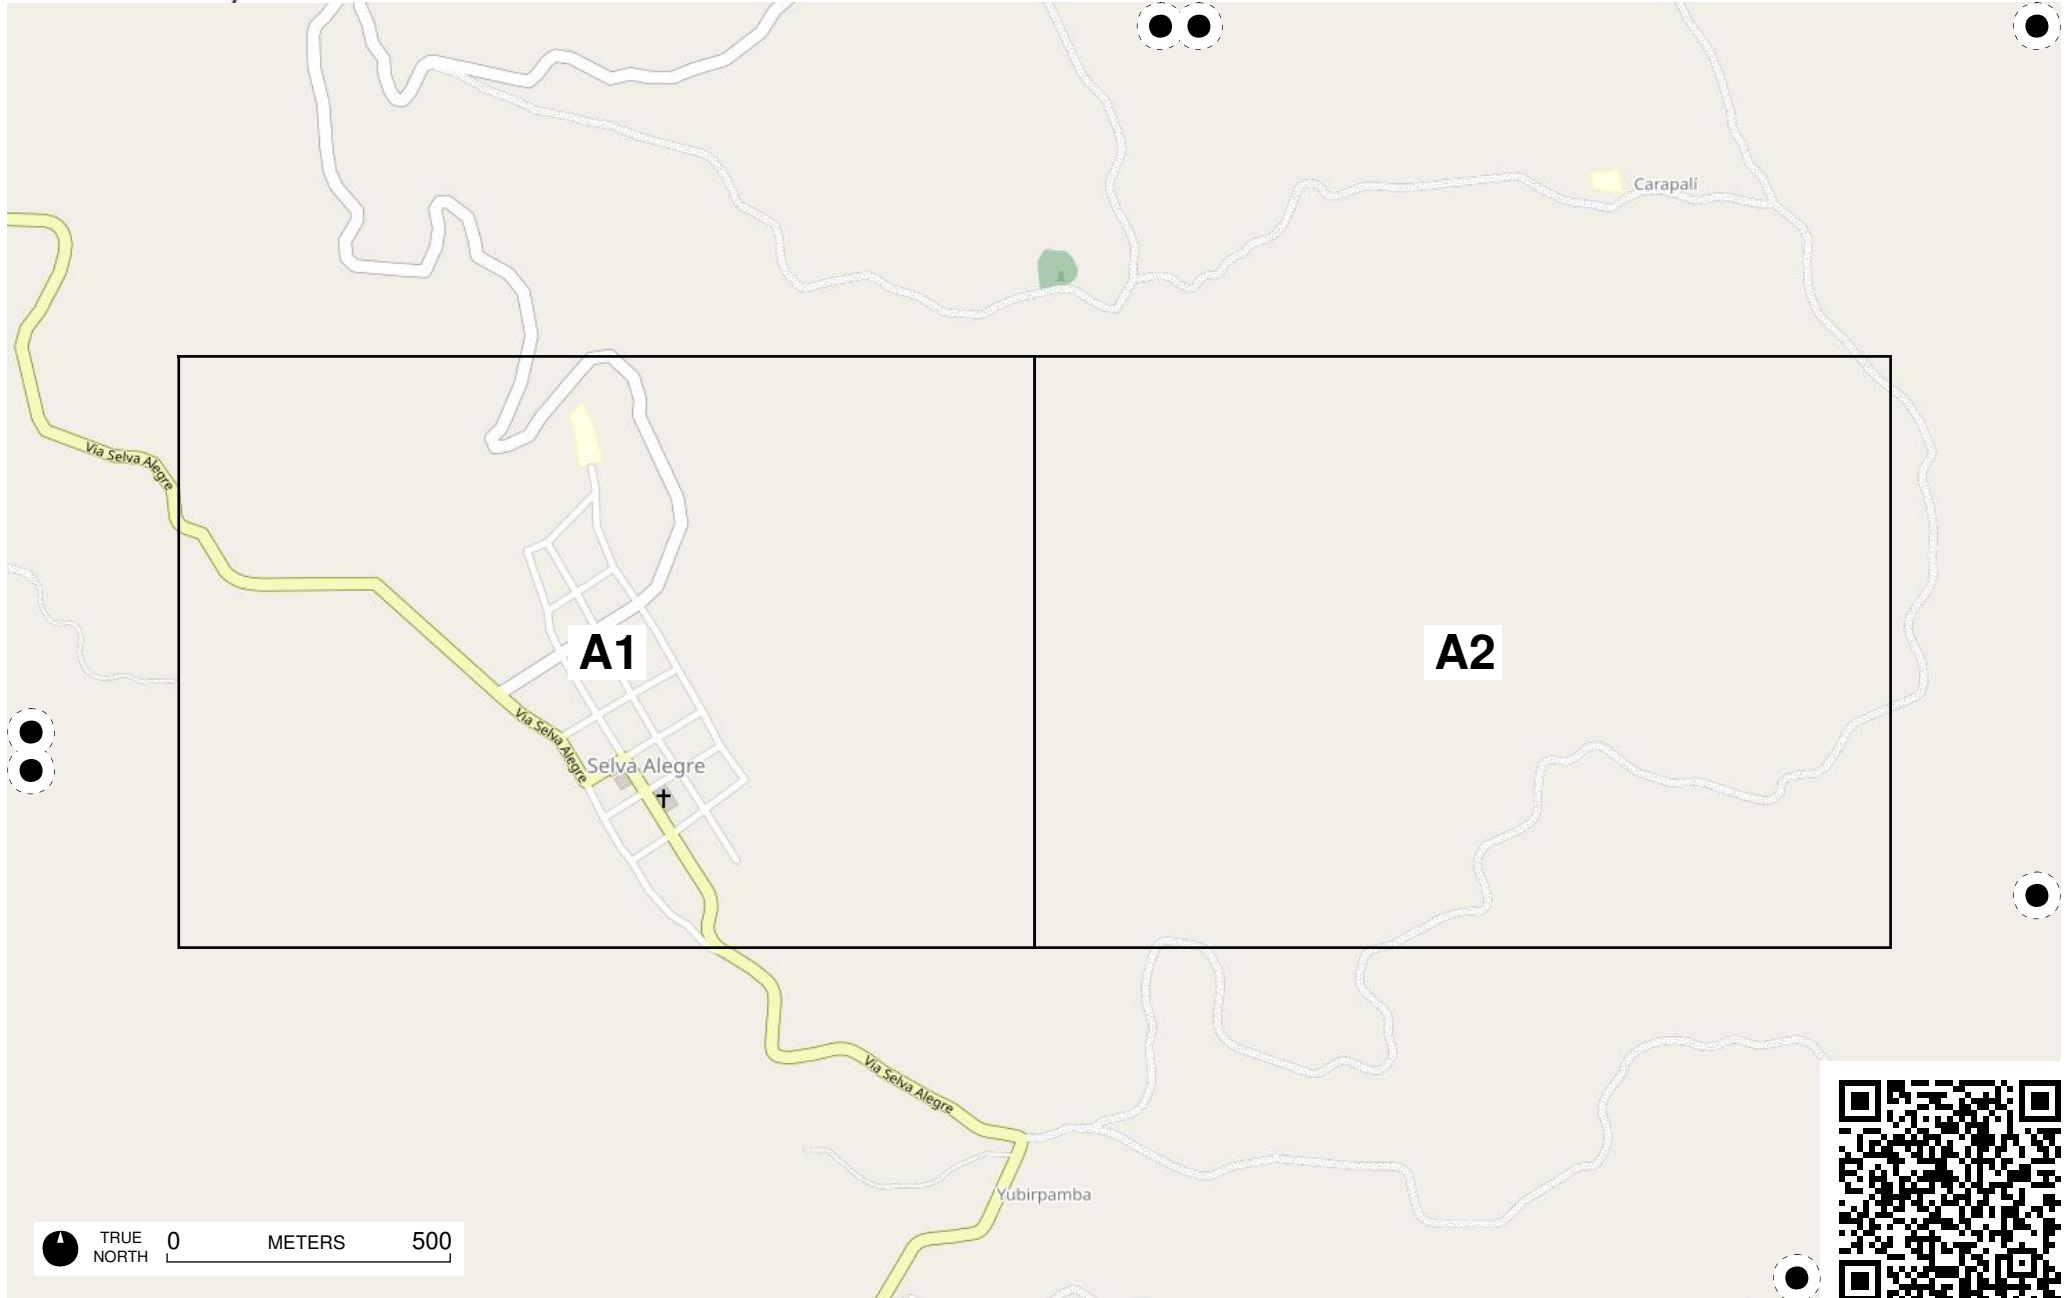 Carapalí
Via Selva Alegre
A1
A2
Via Selva Alegre
Selva Alegre
Via Selva Alegre
Yubirpamba
TRUE NORTH
0 METERS 500